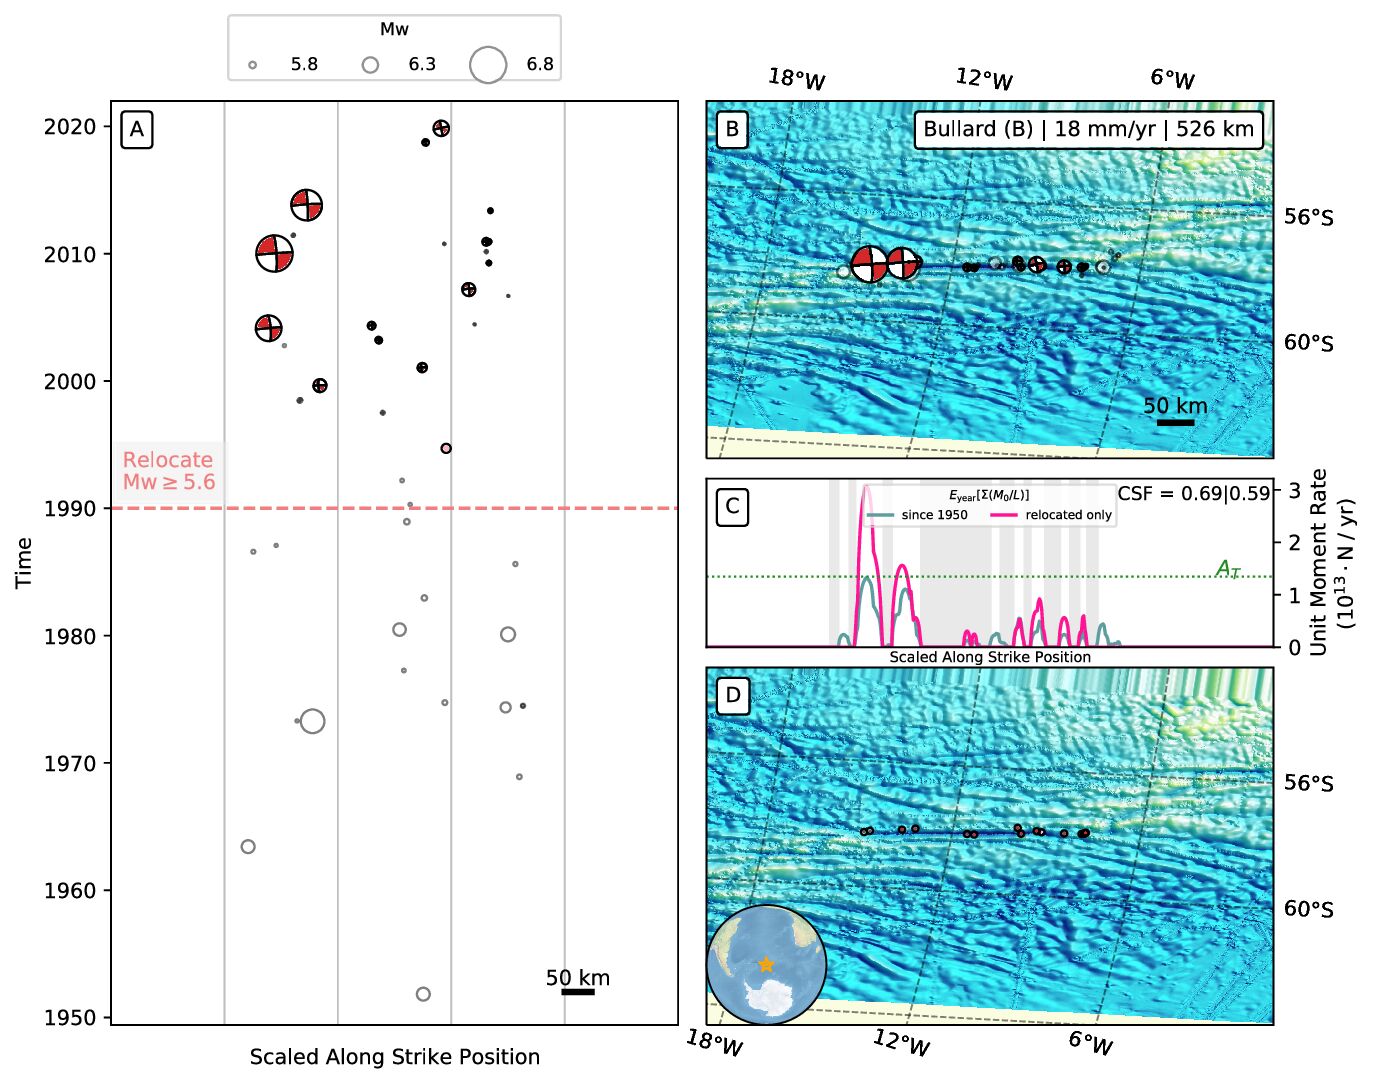 Mw
5.8 6.3 6.8
A
2020
2010
2000
1990
1980
1970
1960
1950
Time
Relocate
Mw ≥ 5.6
50 km
Scaled Along Strike Position
18°W 12°W 6°W
B
Bullard (B) | 18 mm/yr | 526 km
56°S
60°S
50 km
C
E_year[Σ(M₀/L)]
since 1950 relocated only
CSF = 0.69|0.59
A_T
3
2
1
0
Unit Moment Rate
(10¹³ · N / yr)
Scaled Along Strike Position
D
56°S
60°S
18°W 12°W 6°W